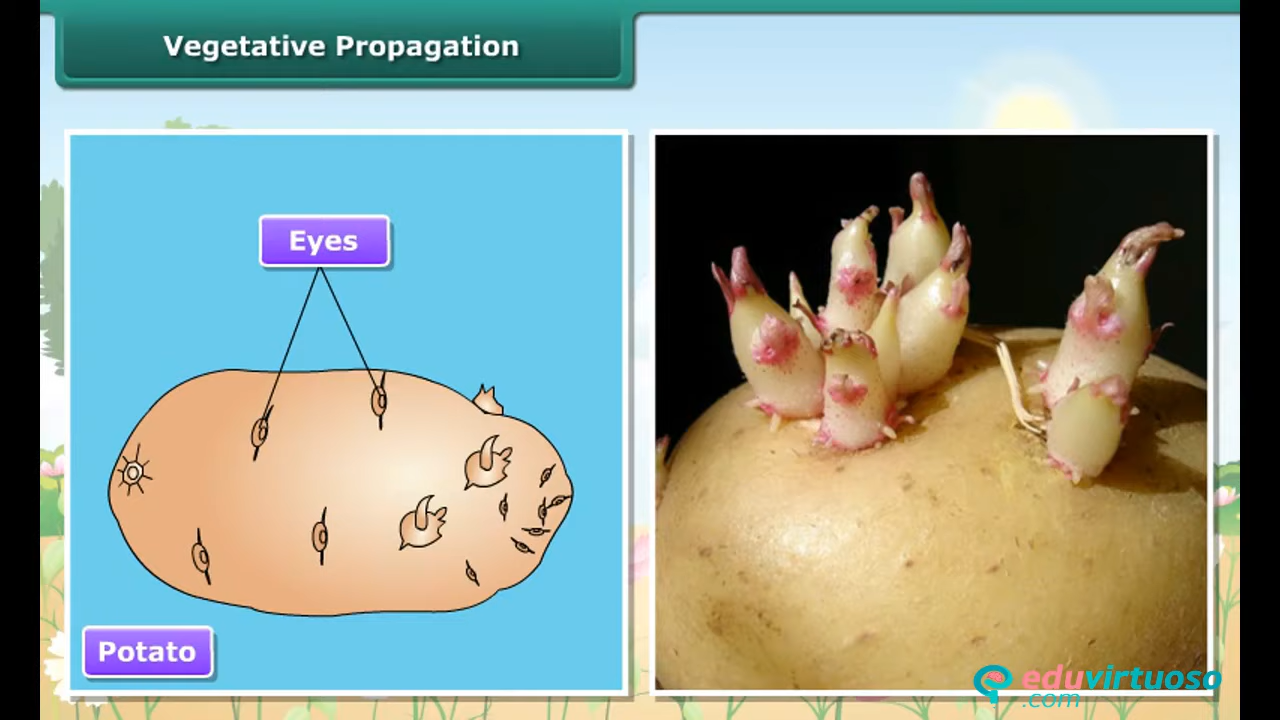 Vegetative Propagation
Eyes
Potato
eduvirtuoso
.com